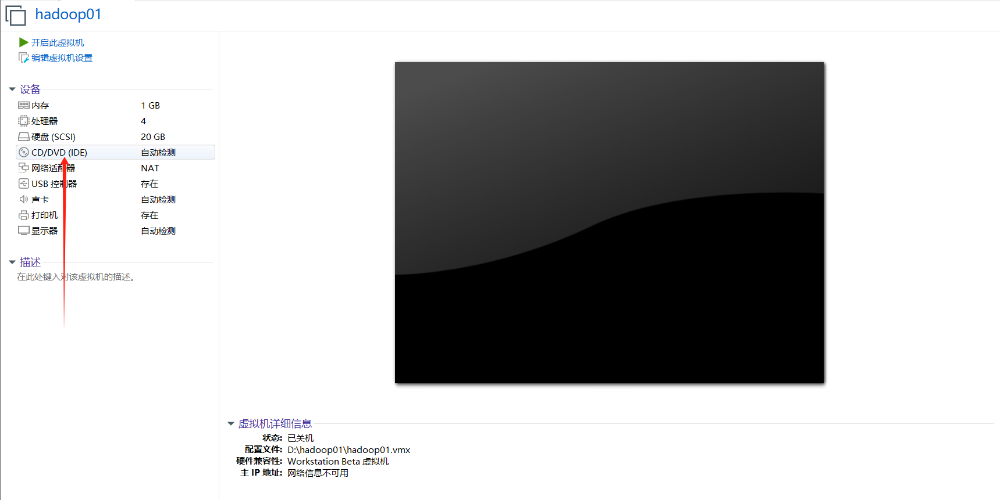 hadoop01
开启此虚拟机
编辑虚拟机设置
设备
内存 1 GB
处理器 4
硬盘 (SCSI) 20 GB
CD/DVD (IDE) 自动检测
网络适配器 NAT
USB 控制器 存在
声卡 自动检测
打印机 存在
显示器 自动检测
描述
在此处键入对该虚拟机的描述。
虚拟机详细信息
状态: 已关机
配置文件: D:\hadoop01\hadoop01.vmx
硬件兼容性: Workstation Beta 虚拟机
主 IP 地址: 网络信息不可用